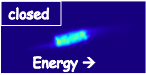 closed
Energy →